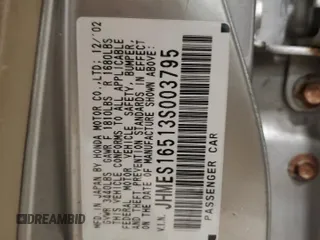 MFD. IN JAPAN BY HONDA MOTOR CO.,LTD; 12/'02
GVWR 3440LBS GAWR F 1810LBS R 1680LBS
THIS VEHICLE CONFORMS TO ALL APPLICABLE
FEDERAL MOTOR VEHICLE SAFETY, BUMPER,
AND THEFT PREVENTION STANDARDS IN EFFECT
ON THE DATE OF MANUFACTURE SHOWN ABOVE:
V.I.N. JHMES16513S003795
PASSENGER CAR
DREAMBID